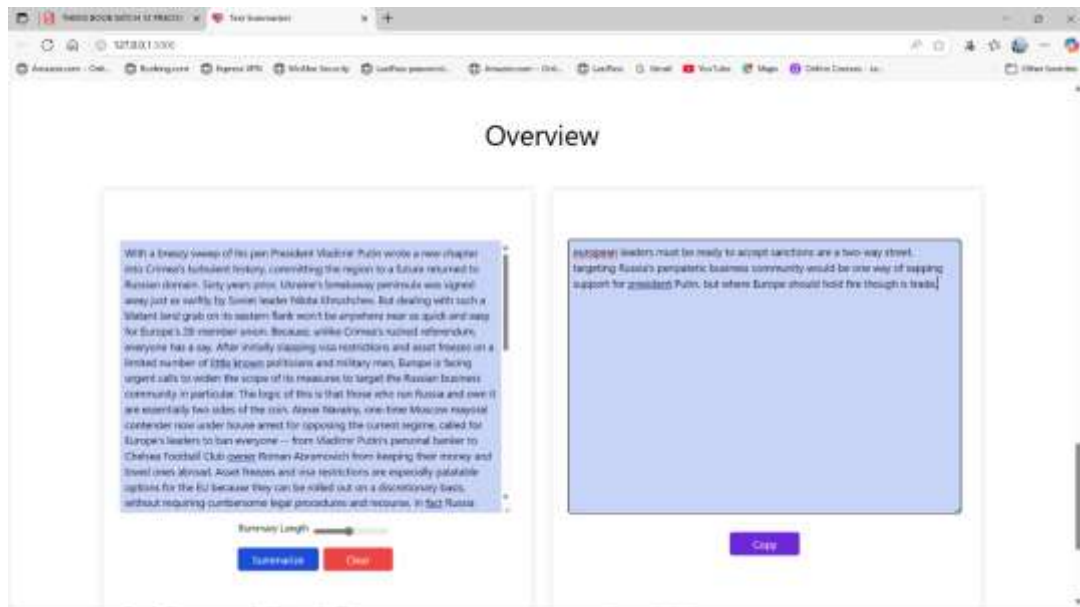 Text Summarizer
127.0.0.1:5000
YouTube
Maps
Overview
With a breezy sweep of his pen President Vladimir Putin wrote a new chapter
into Crimea's turbulent history, committing the region to a future returned to
Russian domain. Sixty years prior, Ukraine's breakaway peninsula was signed
away just as swiftly by Soviet leader Nikita Khrushchev. But dealing with such a
blatant land grab on its eastern flank won't be anywhere near as quick and easy
for Europe's 28-member union. Because, unlike Crimea's rushed referendum,
everyone has a say. After initially slapping visa restrictions and asset freezes on a
limited number of little known politicians and military men, Europe is facing
urgent calls to widen the scope of its measures to target the Russian business
community in particular. The logic of this is that those who run Russia and own it
are essentially two sides of the coin. Alexei Navalny, one-time Moscow mayoral
contender now under house arrest for opposing the current regime, called for
Europe's leaders to ban everyone -- from Vladimir Putin's personal banker to
Chelsea Football Club owner Roman Abramovich from keeping their money and
loved ones abroad. Asset freezes and visa restrictions are especially palatable
options for the EU because they can be rolled out on a discretionary basis,
without requiring cumbersome legal procedures and recourse. In fact Russia
european leaders must be ready to accept sanctions are a two-way street.
targeting Russia's peripatetic business community would be one way of sapping
support for president Putin. but where Europe should hold fire though is trade.
Summary Length
Summarize
Clear
Copy